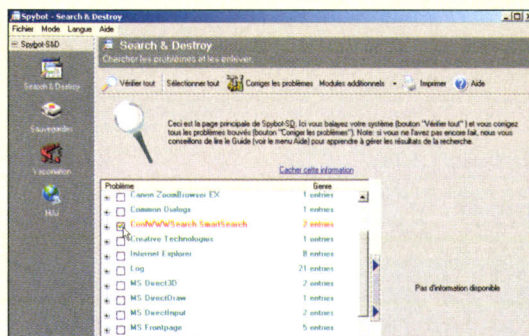 Spybot - Search & Destroy
Fichier Mode Langue Aide
Spybot-S&D
Search & Destroy
Chercher les problèmes et les enlever.
Vérifier tout Sélectionner tout Corriger les problèmes Modules additionnels Imprimer Aide
Search & Destroy
Sauvegardes
Vaccination
MAJ
Ceci est la page principale de Spybot-SD. Ici vous balayez votre système (bouton "Vérifier tout") et vous corrigez
tous les problèmes trouvés (bouton "Corriger les problèmes"). Note: si vous ne l'avez pas encore fait, nous vous
conseillons de lire le Guide (voir le menu Aide) pour apprendre à gérer les résultats de la recherche.
Cacher cette information
Problème Genre
Canon ZoomBrowser EX 1 entries
Common Dialogs 1 entries
CoolWWWSearch.SmartSearch 2 entries
Creative Technologies 1 entries
Internet Explorer 8 entries
Log 21 entries
MS Direct3D 2 entries
MS DirectDraw 1 entries
MS DirectInput 2 entries
MS Frontpage 5 entries
Pas d'information disponible